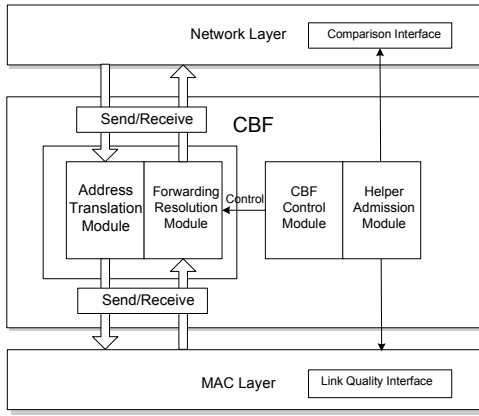 Network Layer
Comparison Interface
Send/Receive
CBF
Address
Translation
Module
Forwarding
Resolution
Module
Control
CBF
Control
Module
Helper
Admission
Module
Send/Receive
MAC Layer
Link Quality Interface